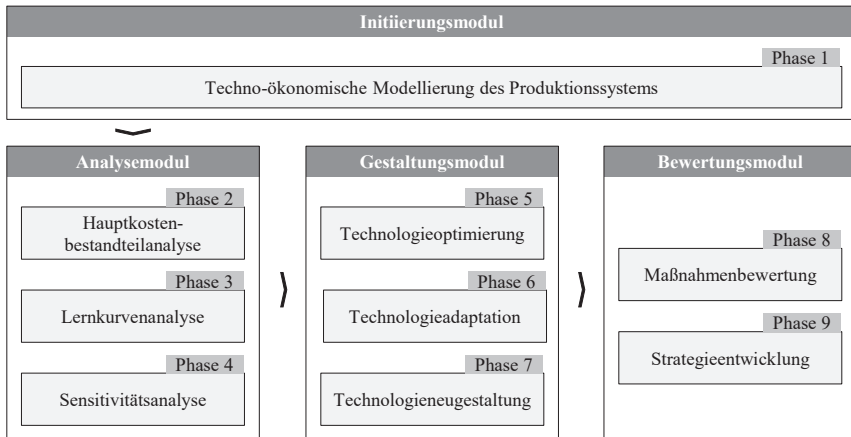 Initiierungsmodul
Phase 1
Techno-ökonomische Modellierung des Produktionssystems
Analysemodul
Phase 2
Hauptkosten-
bestandteilanalyse
Phase 3
Lernkurvenanalyse
Phase 4
Sensitivitätsanalyse
Gestaltungsmodul
Phase 5
Technologieoptimierung
Phase 6
Technologieadaptation
Phase 7
Technologieneugestaltung
Bewertungsmodul
Phase 8
Maßnahmenbewertung
Phase 9
Strategieentwicklung